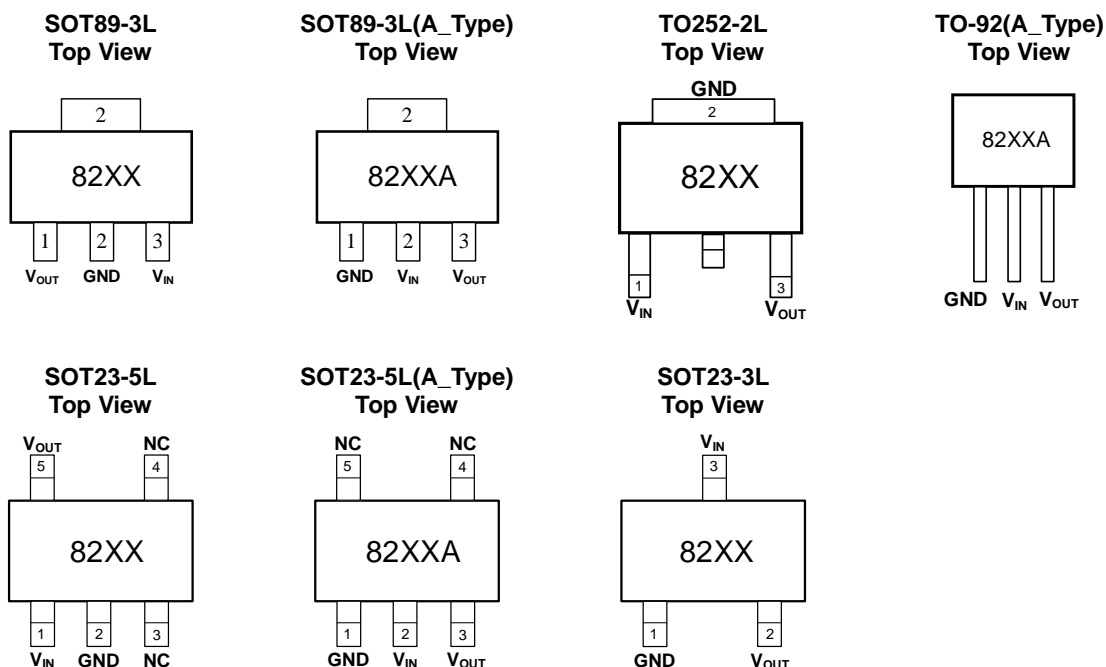 SOT89-3L
Top View
2
82XX
1 2 3
VOUT GND VIN
SOT89-3L(A_Type)
Top View
2
82XXA
1 2 3
GND VIN VOUT
TO252-2L
Top View
GND
2
82XX
1 3
VIN VOUT
TO-92(A_Type)
Top View
82XXA
GND VIN VOUT
SOT23-5L
Top View
VOUT NC
5 4
82XX
1 2 3
VIN GND NC
SOT23-5L(A_Type)
Top View
NC NC
5 4
82XXA
1 2 3
GND VIN VOUT
SOT23-3L
Top View
VIN
3
82XX
1 2
GND VOUT